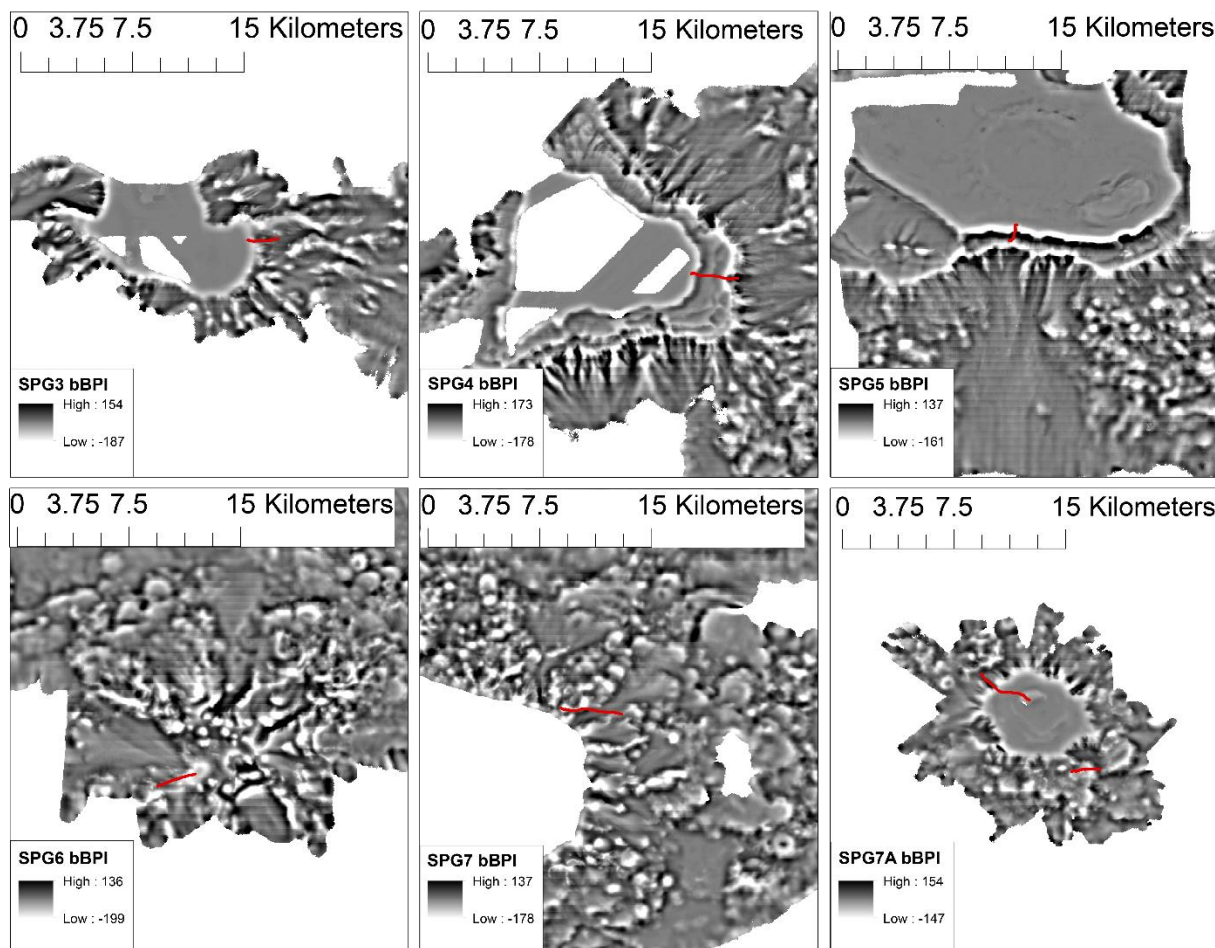 0 3.75 7.5 15 Kilometers
SPG3 bBPI
High : 154
Low : -187
0 3.75 7.5 15 Kilometers
SPG4 bBPI
High : 173
Low : -178
0 3.75 7.5 15 Kilometers
SPG5 bBPI
High : 137
Low : -161
0 3.75 7.5 15 Kilometers
SPG6 bBPI
High : 136
Low : -199
0 3.75 7.5 15 Kilometers
SPG7 bBPI
High : 137
Low : -178
0 3.75 7.5 15 Kilometers
SPG7A bBPI
High : 154
Low : -147